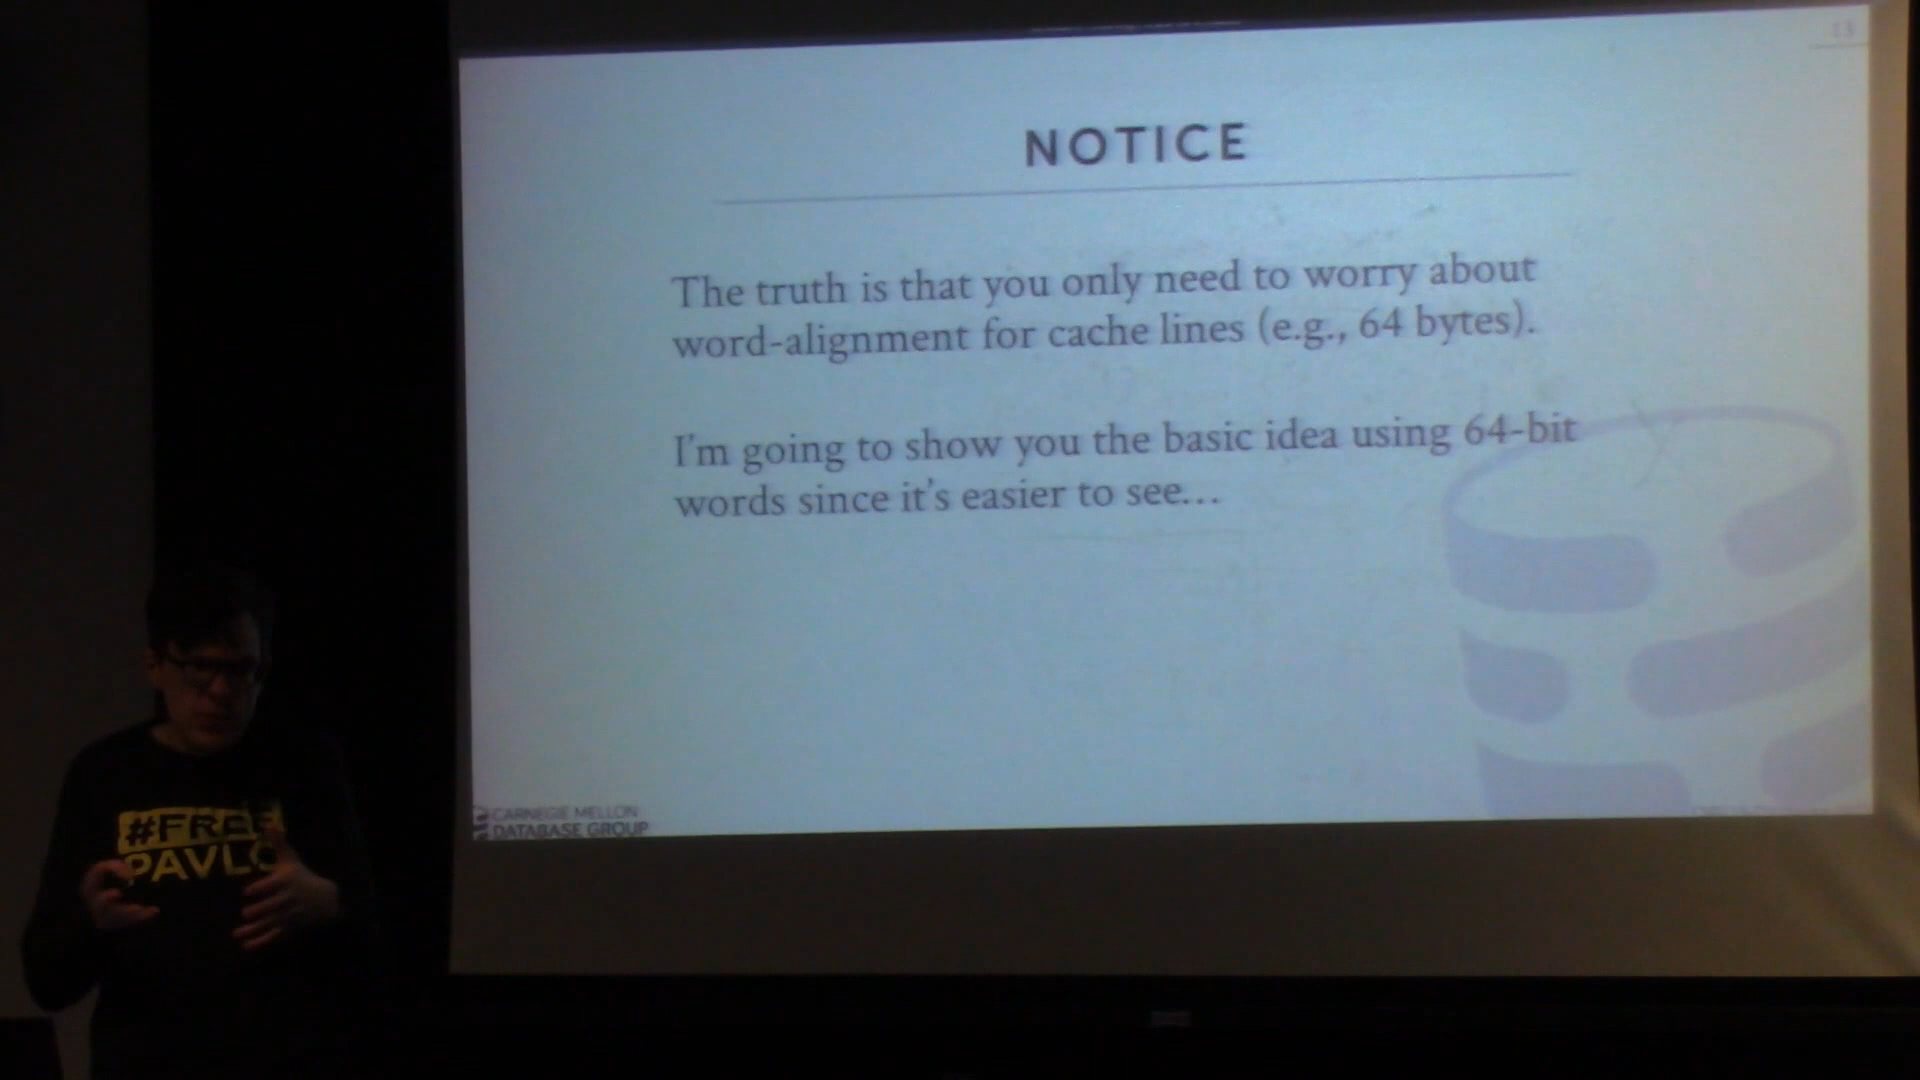 NOTICE
The truth is that you only need to worry about
word-alignment for cache lines (e.g., 64 bytes).
I'm going to show you the basic idea using 64-bit
words since it's easier to see…
CARNEGIE MELLON
DATABASE GROUP
#FREE
PAVLO